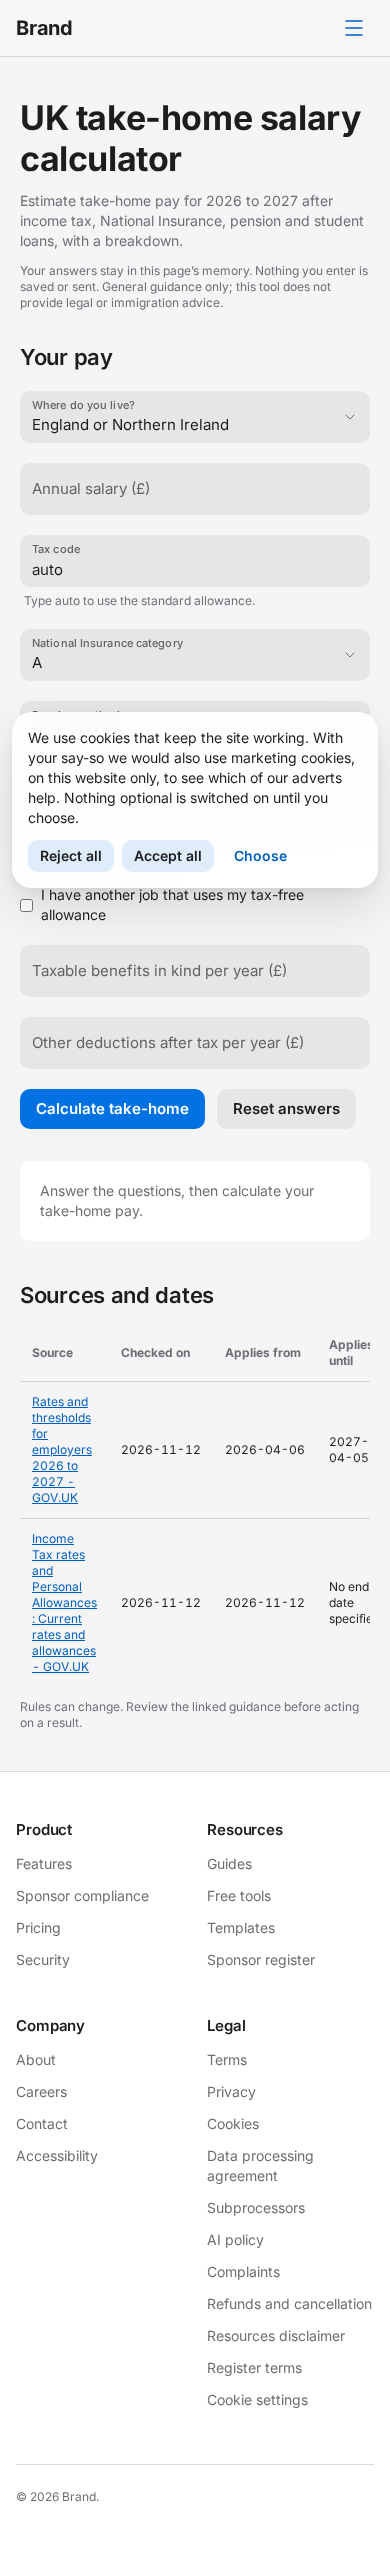 Brand
UK take-home salary
calculator
Estimate take-home pay for 2026 to 2027 after
income tax, National Insurance, pension and student
loans, with a breakdown.
Your answers stay in this page’s memory. Nothing you enter is
saved or sent. General guidance only; this tool does not
provide legal or immigration advice.
Your pay
Where do you live?
England or Northern Ireland
Annual salary (£)
Tax code
auto
Type auto to use the standard allowance.
National Insurance category
A
We use cookies that keep the site working. With
your say-so we would also use marketing cookies,
on this website only, to see which of our adverts
help. Nothing optional is switched on until you
choose.
Reject all
Accept all
Choose
I have another job that uses my tax-free
allowance
Taxable benefits in kind per year (£)
Other deductions after tax per year (£)
Calculate take-home
Reset answers
Answer the questions, then calculate your
take-home pay.
Sources and dates
Source
Checked on
Applies from
Applies
until
Rates and
thresholds
for
employers
2026 to
2027 -
GOV.UK
2026-11-12
2026-04-06
2027-
04-05
Income
Tax rates
and
Personal
Allowances
: Current
rates and
allowances
- GOV.UK
2026-11-12
2026-11-12
No end
date
specifie
Rules can change. Review the linked guidance before acting
on a result.
Product
Features
Sponsor compliance
Pricing
Security
Resources
Guides
Free tools
Templates
Sponsor register
Company
About
Careers
Contact
Accessibility
Legal
Terms
Privacy
Cookies
Data processing
agreement
Subprocessors
AI policy
Complaints
Refunds and cancellation
Resources disclaimer
Register terms
Cookie settings
© 2026 Brand.